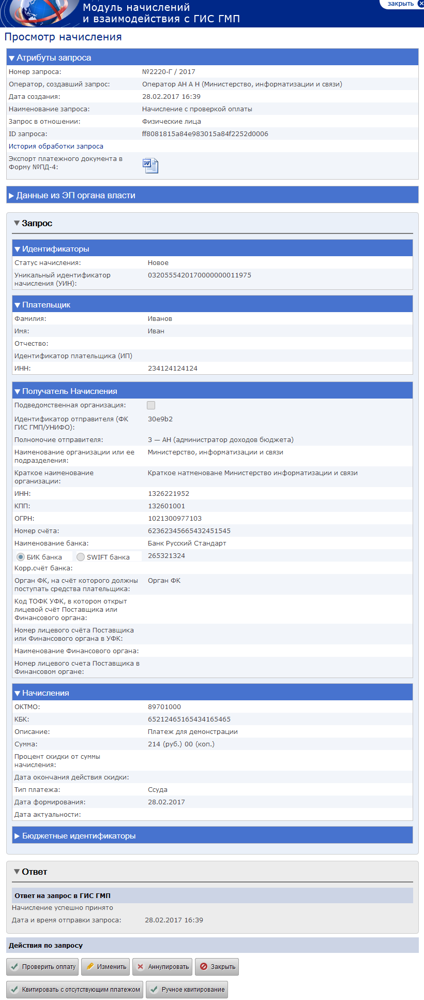 закрыть
Модуль начислений
и взаимодействия с ГИС ГМП
Просмотр начисления
Атрибуты запроса
Номер запроса: №2220-Г / 2017
Оператор, создавший запрос: Оператор АН А Н (Министерство, информатизации и связи)
Дата создания: 28.02.2017 16:39
Наименование запроса: Начисление с проверкой оплаты
Запрос в отношении: Физические лица
ID запроса: ff8081815a84e983015a84f2252d0006
История обработки запроса
Экспорт платежного документа в
Форму №ПД-4:
Данные из ЭП органа власти
Запрос
Идентификаторы
Статус начисления: Новое
Уникальный идентификатор 0320555420170000000011975
начисления (УИН):
Плательщик
Фамилия: Иванов
Имя: Иван
Отчество:
Идентификатор плательщика (ИП)
ИНН: 234124124124
Получатель Начисления
Подведомственная организация:
Идентификатор отправителя (ФК 30e9b2
ГИС ГМП/УНИФО):
Полномочие отправителя: 3 — АН (администратор доходов бюджета)
Наименование организации или ее Министерство, информатизации и связи
подразделения:
Краткое наименование Краткое натменоване Министерство информатизации и связи
организации:
ИНН: 1326221952
КПП: 132601001
ОГРН: 1021300977103
Номер счёта: 62362345665432451545
Наименование банка: Банк Русский Стандарт
БИК банка SWIFT банка 265321324
Корр.счёт банка:
Орган ФК, на счёт которого должны Орган ФК
поступать средства плательщика:
Код ТОФК УФК, в котором открыт
лицевой счёт Поставщика или
Финансового органа:
Номер лицевого счёта Поставщика
или Финансового органа в УФК:
Наименование Финансового органа:
Номер лицевого счета Поставщика в
Финансовом органе:
Начисления
ОКТМО: 89701000
КБК: 65212465165434165465
Описание: Платеж для демонстрации
Сумма: 214 (руб.) 00 (коп.)
Процент скидки от суммы
начисления:
Дата окончания действия скидки:
Тип платежа: Ссуда
Дата формирования: 28.02.2017
Дата актуальности:
Бюджетные идентификаторы
Ответ
Ответ на запрос в ГИС ГМП
Начисление успешно принято
Дата и время отправки запроса: 28.02.2017 16:39
Действия по запросу
Проверить оплату Изменить Аннулировать Закрыть
Квитировать с отсутствующим платежом Ручное квитирование